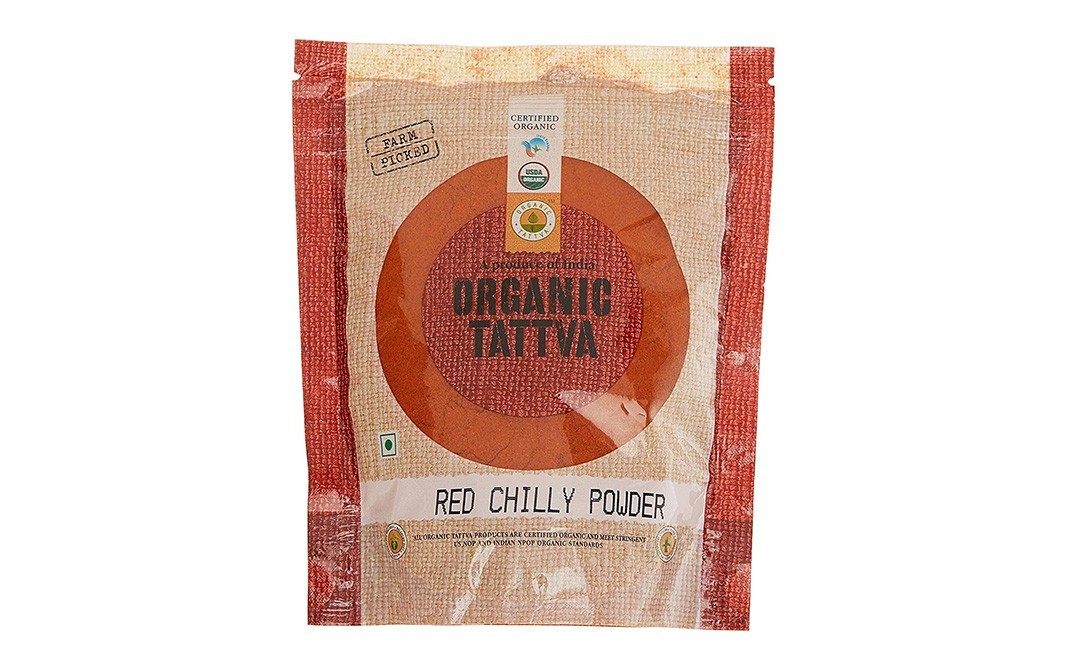 FARM
PICKED
CERTIFIED
ORGANIC
USDA
ORGANIC
TM
ORGANIC
TATTVA
A produce of India
ORGANIC
TATTVA
RED CHILLY POWDER
"ALL ORGANIC TATTVA PRODUCTS ARE CERTIFIED ORGANIC AND MEET STRINGENT
US NOP AND INDIAN NPOP ORGANIC STANDARDS